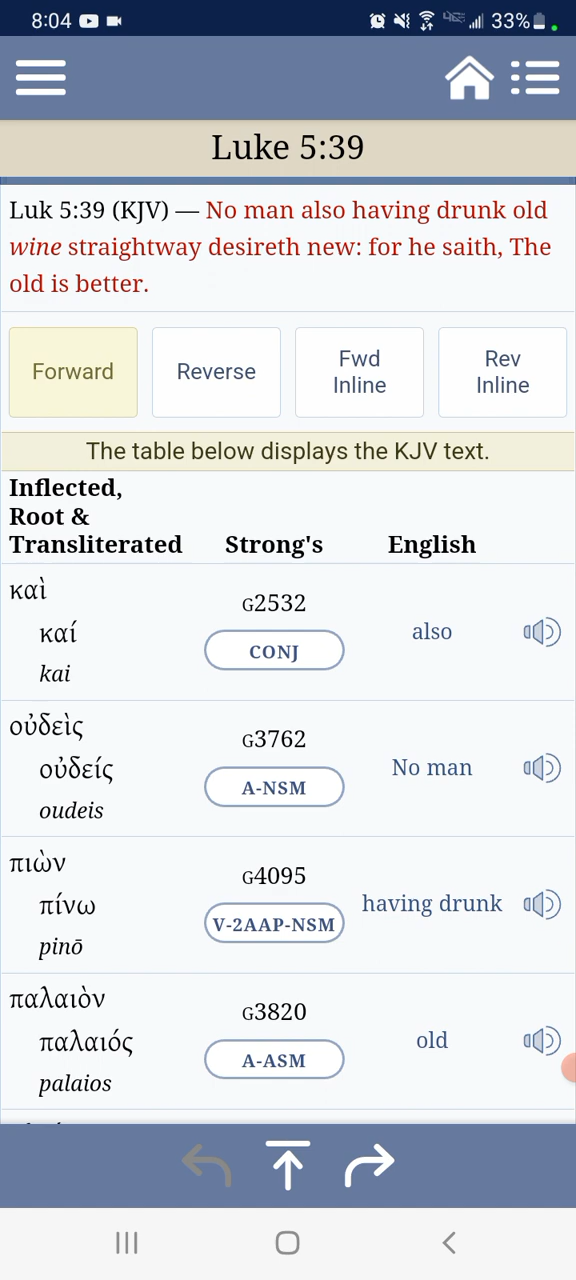 8:04 33%
Luke 5:39
Luk 5:39 (KJV) — No man also having drunk old
wine straightway desireth new: for he saith, The
old is better.
Forward Reverse Fwd Inline Rev Inline
The table below displays the KJV text.
Inflected,
Root &
Transliterated Strong's English
καὶ
G2532
also
καί
CONJ
kai
οὐδεὶς
G3762
No man
οὐδείς
A-NSM
oudeis
πιὼν
G4095
having drunk
πίνω
V-2AAP-NSM
pinō
παλαιὸν
G3820
old
παλαιός
A-ASM
palaios